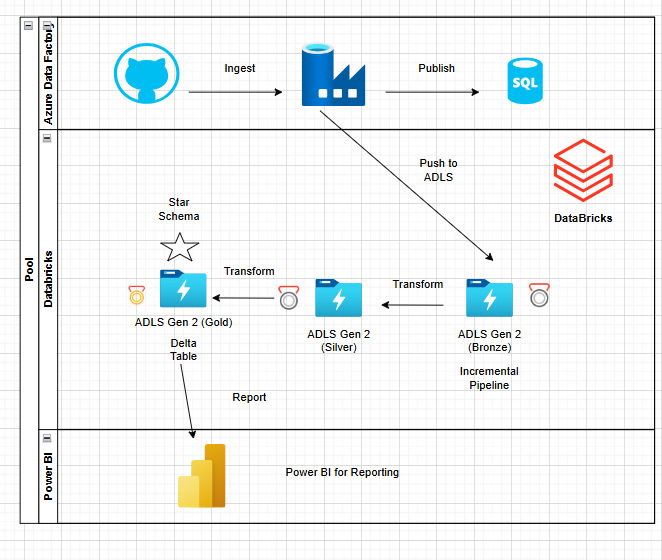 Pool
Azure Data Factory
Ingest
Publish
SQL
Databricks
Push to
ADLS
DataBricks
Star
Schema
Transform
Transform
ADLS Gen 2 (Gold)
ADLS Gen 2
(Silver)
ADLS Gen 2
(Bronze)
Delta
Table
Incremental
Pipeline
Report
Power BI
Power BI for Reporting